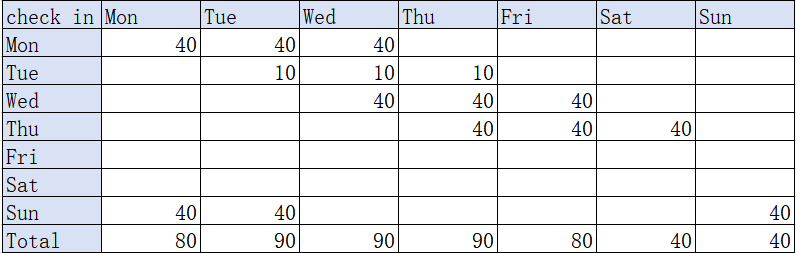 check in Mon Tue Wed Thu Fri Sat Sun
Mon 40 40 40
Tue 10 10 10
Wed 40 40 40
Thu 40 40 40
Fri
Sat
Sun 40 40 40
Total 80 90 90 90 80 40 40